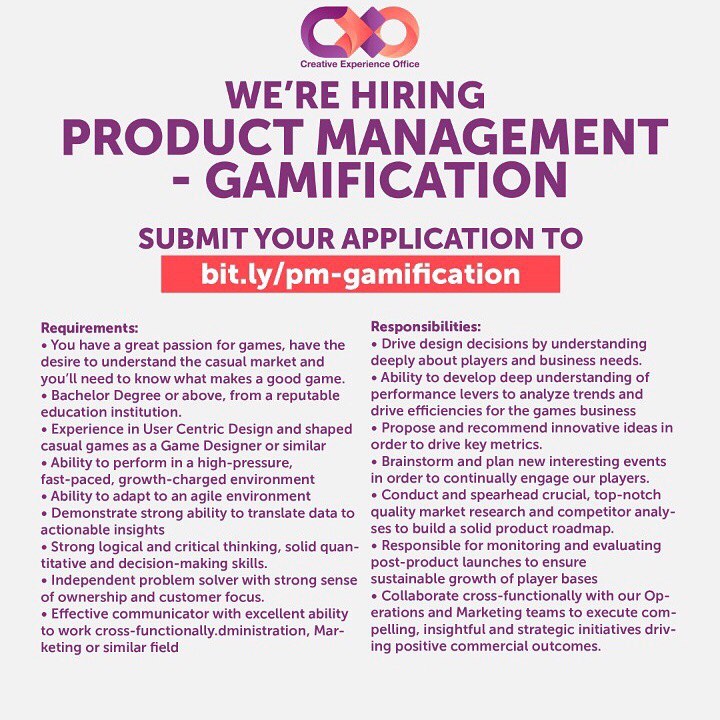 Creative Experience Office
WE'RE HIRING
PRODUCT MANAGEMENT
- GAMIFICATION
SUBMIT YOUR APPLICATION TO
bit.ly/pm-gamification
Requirements:
• You have a great passion for games, have the
desire to understand the casual market and
you'll need to know what makes a good game.
• Bachelor Degree or above, from a reputable
education institution.
• Experience in User Centric Design and shaped
casual games as a Game Designer or similar
• Ability to perform in a high-pressure,
fast-paced, growth-charged environment
• Ability to adapt to an agile environment
• Demonstrate strong ability to translate data to
actionable insights
• Strong logical and critical thinking, solid quan-
titative and decision-making skills.
• Independent problem solver with strong sense
of ownership and customer focus.
• Effective communicator with excellent ability
to work cross-functionally.dministration, Mar-
keting or similar field
Responsibilities:
• Drive design decisions by understanding
deeply about players and business needs.
• Ability to develop deep understanding of
performance levers to analyze trends and
drive efficiencies for the games business
• Propose and recommend innovative ideas in
order to drive key metrics.
• Brainstorm and plan new interesting events
in order to continually engage our players.
• Conduct and spearhead crucial, top-notch
quality market research and competitor analy-
ses to build a solid product roadmap.
• Responsible for monitoring and evaluating
post-product launches to ensure
sustainable growth of player bases
• Collaborate cross-functionally with our Op-
erations and Marketing teams to execute com-
pelling, insightful and strategic initiatives driv-
ing positive commercial outcomes.